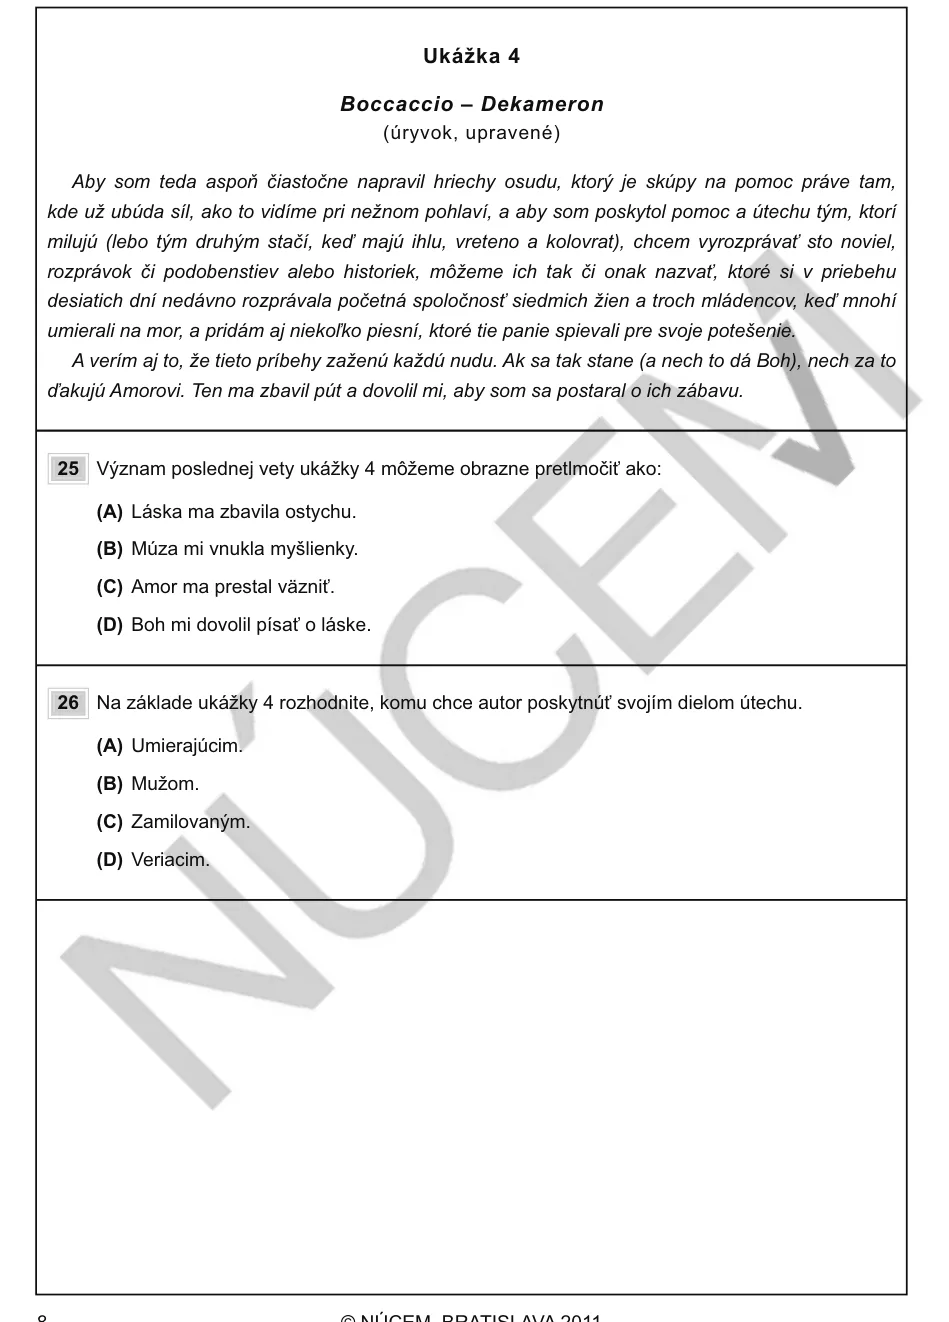 Ukážka 4
Boccaccio – Dekameron
(úryvok, upravené)
Aby som teda aspoň čiastočne napravil hriechy osudu, ktorý je skúpy na pomoc práve tam,
kde už ubúda síl, ako to vidíme pri nežnom pohlaví, a aby som poskytol pomoc a útechu tým, ktorí
milujú (lebo tým druhým stačí, keď majú ihlu, vreteno a kolovrat), chcem vyrozprávať sto noviel,
rozprávok či podobenstiev alebo historiek, môžeme ich tak či onak nazvať, ktoré si v priebehu
desiatich dní nedávno rozprávala početná spoločnosť siedmich žien a troch mládencov, keď mnohí
umierali na mor, a pridám aj niekoľko piesní, ktoré tie panie spievali pre svoje potešenie.
A verím aj to, že tieto príbehy zaženú každú nudu. Ak sa tak stane (a nech to dá Boh), nech za to
ďakujú Amorovi. Ten ma zbavil pút a dovolil mi, aby som sa postaral o ich zábavu.
25 Význam poslednej vety ukážky 4 môžeme obrazne pretlmočiť ako:
(A) Láska ma zbavila ostychu.
(B) Múza mi vnukla myšlienky.
(C) Amor ma prestal väzniť.
(D) Boh mi dovolil písať o láske.
26 Na základe ukážky 4 rozhodnite, komu chce autor poskytnúť svojím dielom útechu.
(A) Umierajúcim.
(B) Mužom.
(C) Zamilovaným.
(D) Veriacim.
NÚCEM
8 © NÚCEM, BRATISLAVA 2011